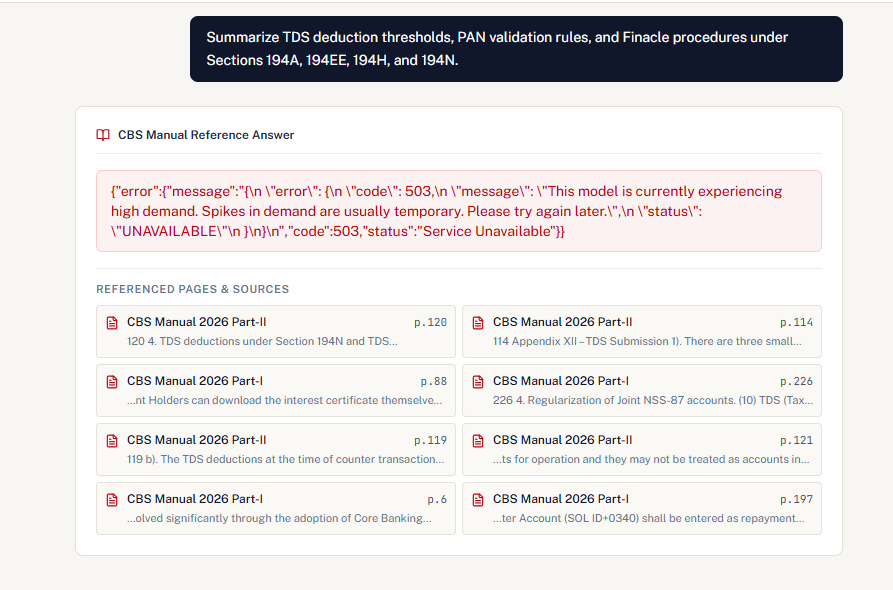 Summarize TDS deduction thresholds, PAN validation rules, and Finacle procedures under
Sections 194A, 194EE, 194H, and 194N.
CBS Manual Reference Answer
{"error":{"message":"{\n \"error\": {\n \"code\": 503,\n \"message\": \"This model is currently experiencing
high demand. Spikes in demand are usually temporary. Please try again later.\",\n \"status\":
\"UNAVAILABLE\"\n }\n}\n","code":503,"status":"Service Unavailable"}}
REFERENCED PAGES & SOURCES
CBS Manual 2026 Part-II p.120
120 4. TDS deductions under Section 194N and TDS...
CBS Manual 2026 Part-II p.114
114 Appendix XII – TDS Submission 1). There are three small...
CBS Manual 2026 Part-I p.88
...nt Holders can download the interest certificate themselve...
CBS Manual 2026 Part-I p.226
226 4. Regularization of Joint NSS-87 accounts. (10) TDS (Tax...
CBS Manual 2026 Part-II p.119
119 b). The TDS deductions at the time of counter transaction...
CBS Manual 2026 Part-II p.121
...ts for operation and they may not be treated as accounts in...
CBS Manual 2026 Part-I p.6
...olved significantly through the adoption of Core Banking...
CBS Manual 2026 Part-I p.197
...ter Account (SOL ID+0340) shall be entered as repayment...